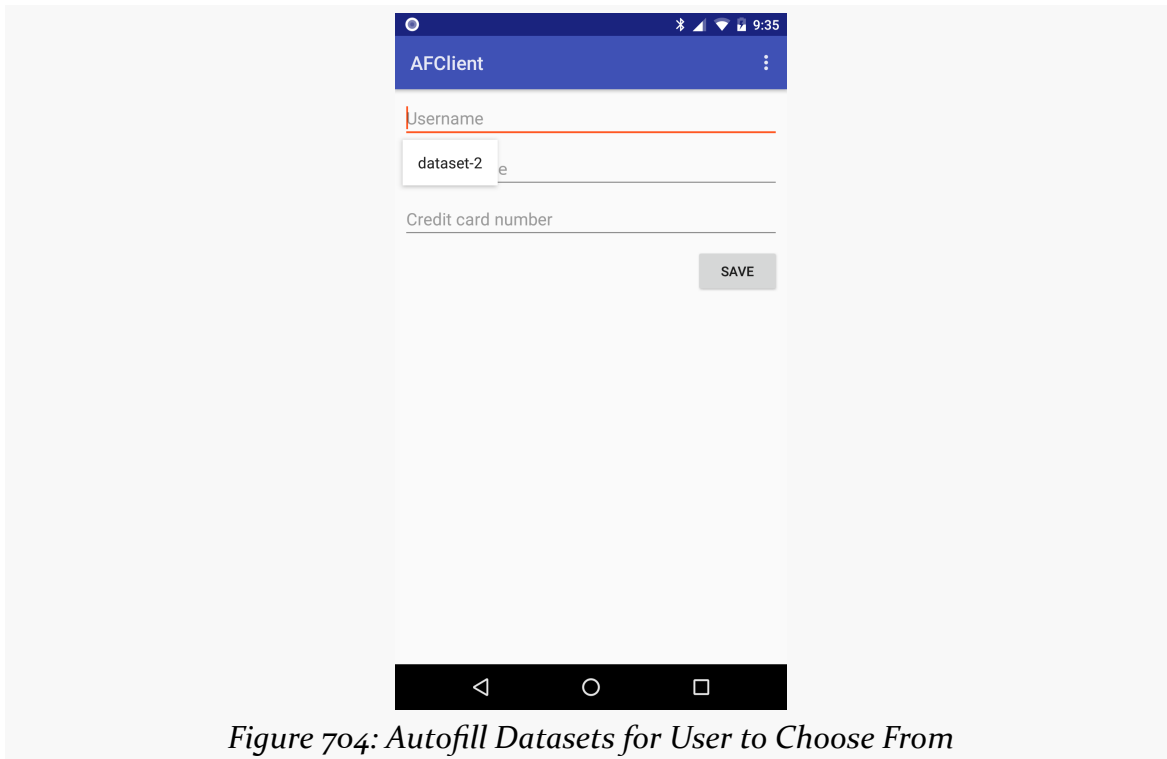 9:35
AFClient
Username
dataset-2
e
Credit card number
SAVE
Figure 704: Autofill Datasets for User to Choose From